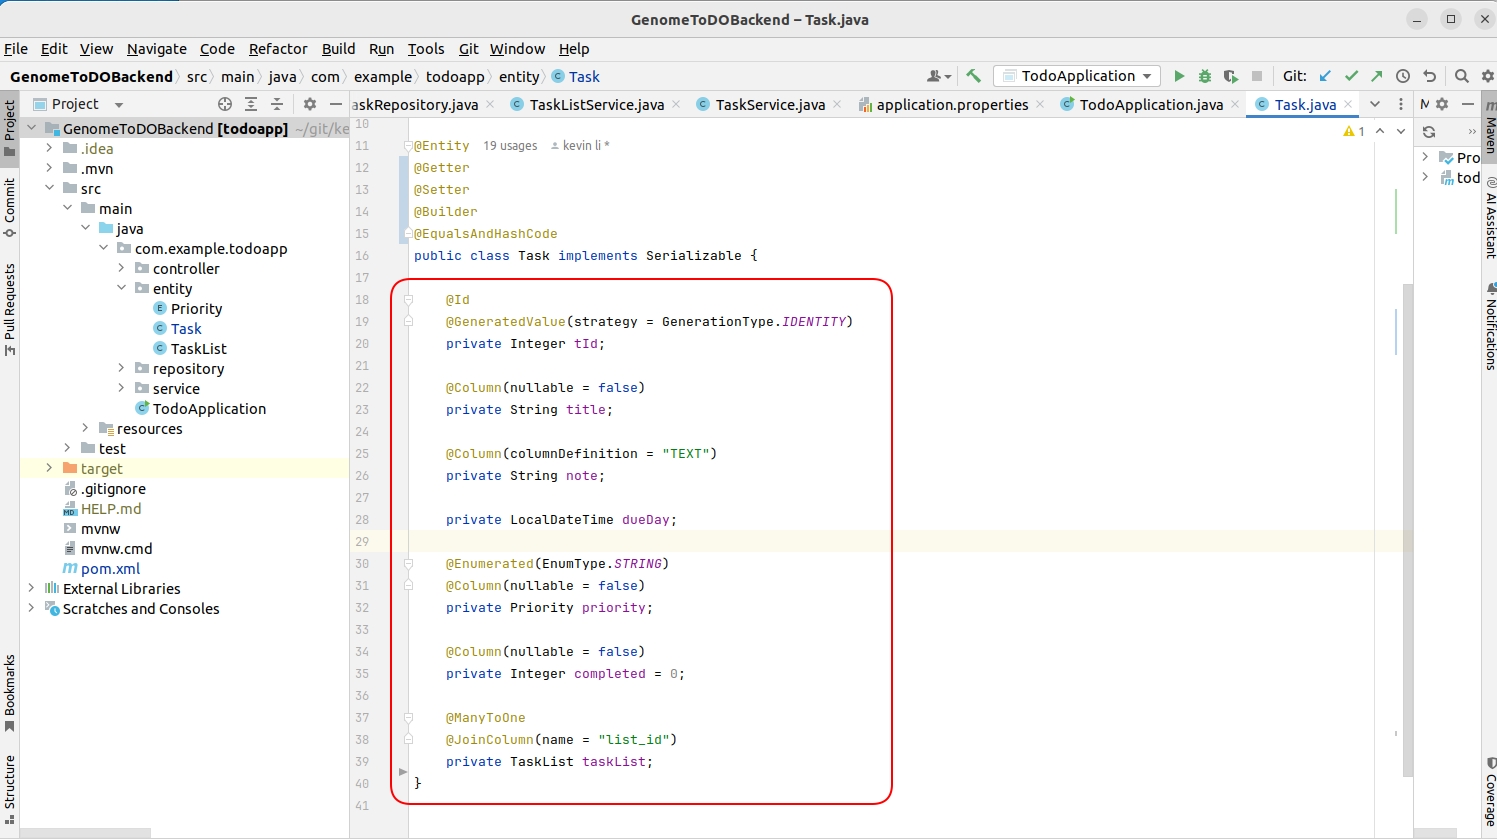 GenomeToDOBackend – Task.java
File Edit View Navigate Code Refactor Build Run Tools Git Window Help
GenomeToDOBackend src main java com example todoapp entity Task
TodoApplication
Git:
Project
askRepository.java TaskListService.java TaskService.java application.properties TodoApplication.java Task.java
M
Project
Commit
Pull Requests
Bookmarks
Structure
GenomeToDOBackend [todoapp] ~/git/ke
.idea
.mvn
src
main
java
com.example.todoapp
controller
entity
Priority
Task
TaskList
repository
service
TodoApplication
resources
test
target
.gitignore
HELP.md
mvnw
mvnw.cmd
pom.xml
External Libraries
Scratches and Consoles
10
11 @Entity 19 usages kevin li *
12 @Getter
13 @Setter
14 @Builder
15 @EqualsAndHashCode
16 public class Task implements Serializable {
17
18 @Id
19 @GeneratedValue(strategy = GenerationType.IDENTITY)
20 private Integer tId;
21
22 @Column(nullable = false)
23 private String title;
24
25 @Column(columnDefinition = "TEXT")
26 private String note;
27
28 private LocalDateTime dueDay;
29
30 @Enumerated(EnumType.STRING)
31 @Column(nullable = false)
32 private Priority priority;
33
34 @Column(nullable = false)
35 private Integer completed = 0;
36
37 @ManyToOne
38 @JoinColumn(name = "list_id")
39 private TaskList taskList;
40 }
41
1
Pro
tod
Maven
AI Assistant
Notifications
Coverage